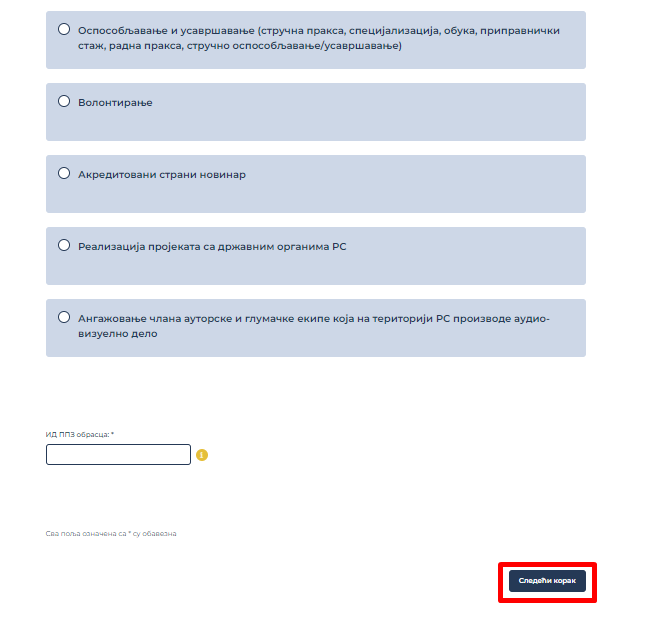 Оспособљавање и усавршавање (стручна пракса, специјализација, обука, приправнички
стаж, радна пракса, стручно оспособљавање/усавршавање)
Волонтирање
Акредитовани страни новинар
Реализација пројеката са државним органима РС
Ангажовање члана ауторске и глумачке екипе која на територији РС производе аудио-
визуелно дело
ИД ППЗ обрасца: *
Сва поља означена са * су обавезна
Следећи корак